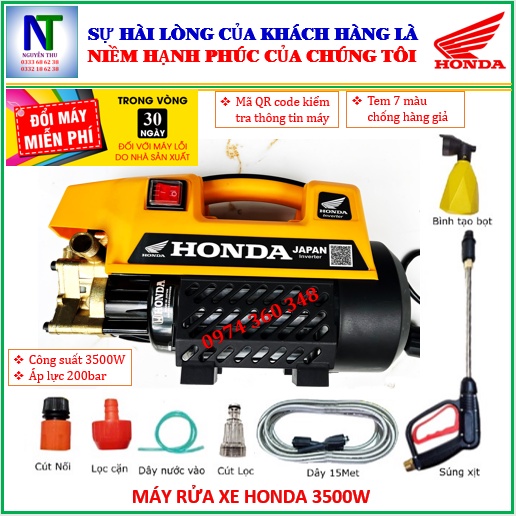 NT
NGUYÊN THU
0333 68 62 38
0332 18 62 38
SỰ HÀI LÒNG CỦA KHÁCH HÀNG LÀ
NIỀM HẠNH PHÚC CỦA CHÚNG TÔI
HONDA
ĐỔI MÁY
MIỄN PHÍ
TRONG VÒNG
30
NGÀY
ĐỐI VỚI MÁY LỖI
DO NHÀ SẢN XUẤT
Mã QR code kiểm
tra thông tin máy
Tem 7 màu
chống hàng giả
Bình tạo bọt
HONDA
Inverter
HONDA
HONDA
JAPAN
Inverter
HONDA
0974 360 348
Công suất 3500W
Áp lực 200bar
Cút Nối
Lọc cặn
Dây nước vào
Cút Lọc
Dây 15Met
Súng xịt
MÁY RỬA XE HONDA 3500W